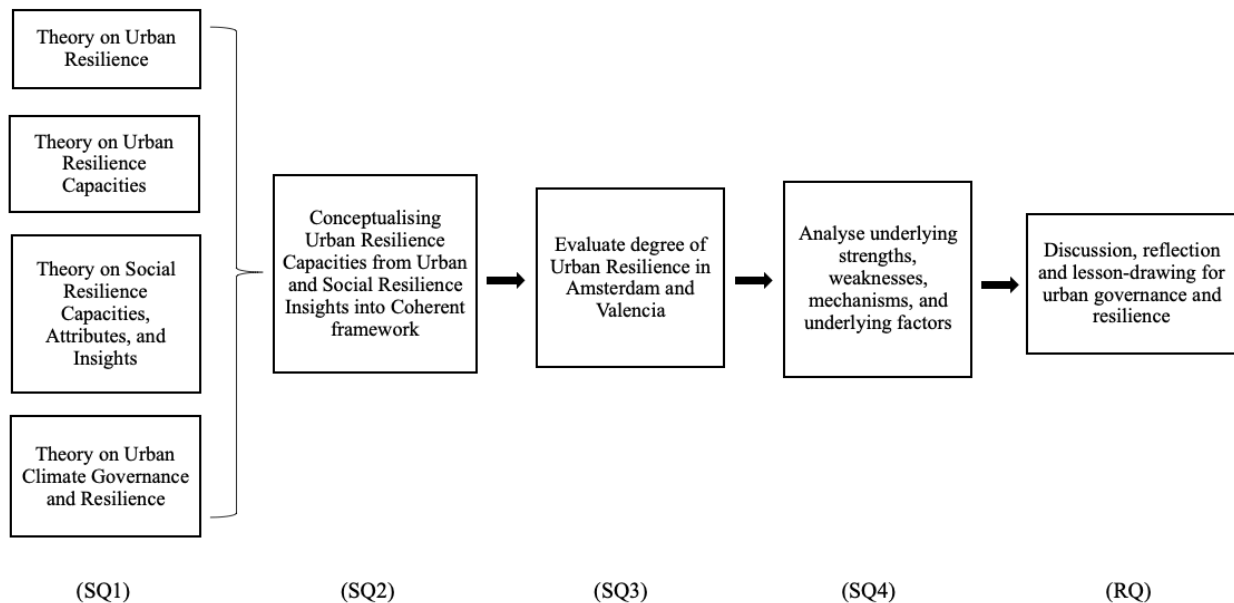 Theory on Urban
Resilience
Theory on Urban
Resilience
Capacities
Theory on Social
Resilience
Capacities,
Attributes, and
Insights
Theory on Urban
Climate Governance
and Resilience
Conceptualising
Urban Resilience
Capacities from Urban
and Social Resilience
Insights into Coherent
framework
Evaluate degree of
Urban Resilience in
Amsterdam and
Valencia
Analyse underlying
strengths,
weaknesses,
mechanisms, and
underlying factors
Discussion, reflection
and lesson-drawing for
urban governance and
resilience
(SQ1)
(SQ2)
(SQ3)
(SQ4)
(RQ)